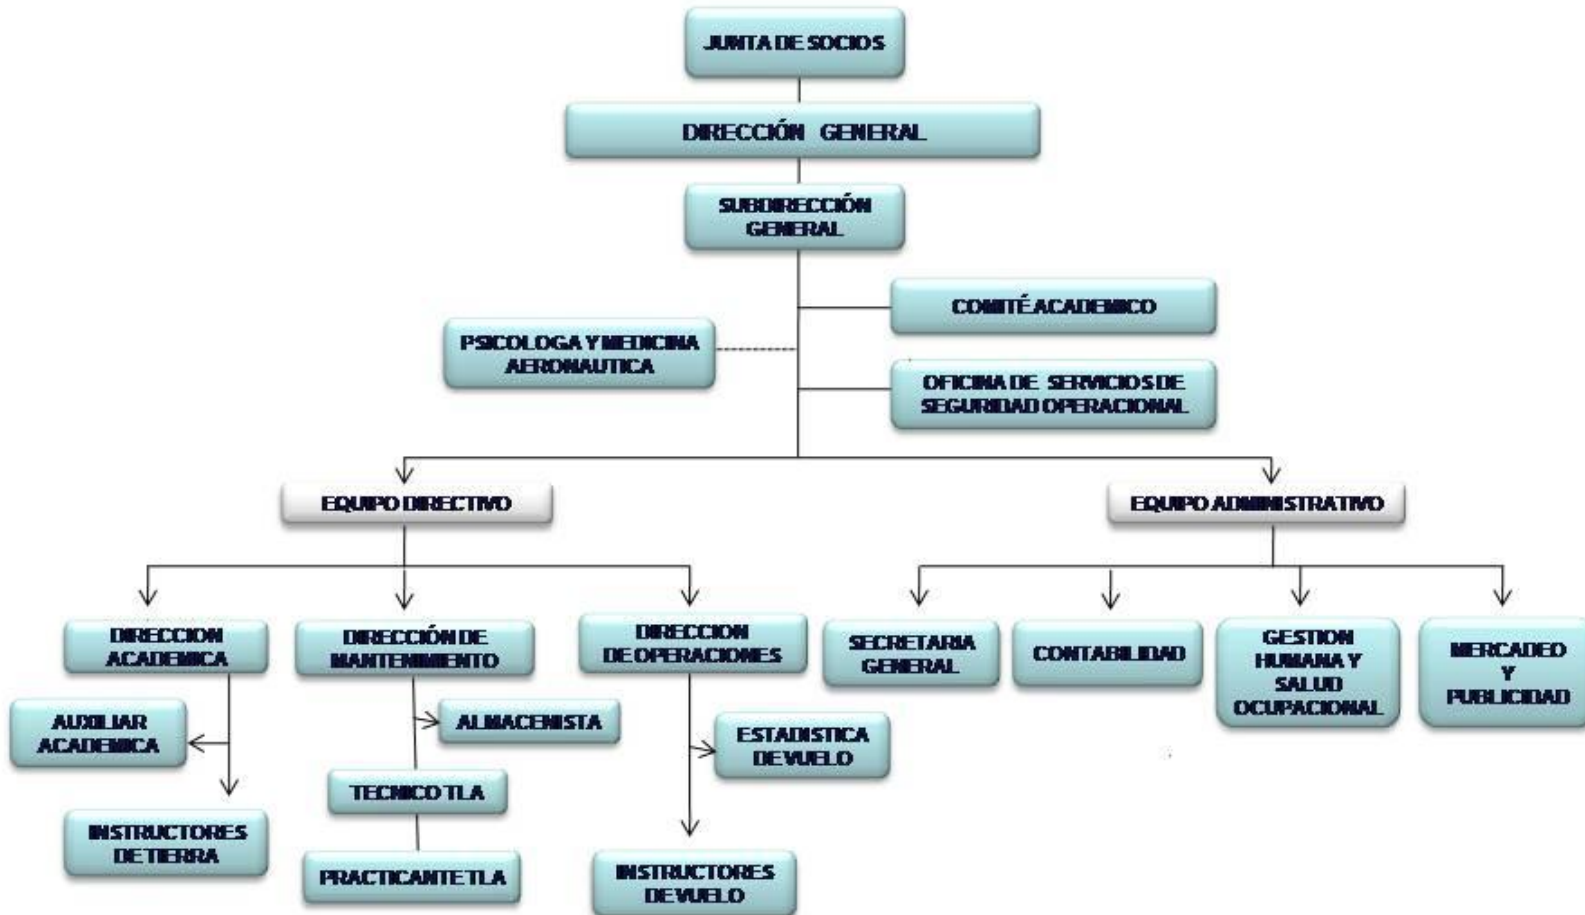 JUNTA DE SOCIOS
DIRECCIÓN GENERAL
SUBDIRECCIÓN
GENERAL
COMITÉ ACADEMICO
PSICOLOGA Y MEDICINA
AERONAUTICA
OFICINA DE SERVICIOS DE
SEGURIDAD OPERACIONAL
EQUIPO DIRECTIVO
EQUIPO ADMINISTRATIVO
DIRECCION
ACADEMICA
DIRECCIÓN DE
MANTENIMIENTO
DIRECCION
DE OPERACIONES
SECRETARIA
GENERAL
CONTABILIDAD
GESTION
HUMANA Y
SALUD
OCUPACIONAL
MERCADEO
Y
PUBLICIDAD
AUXILIAR
ACADEMICA
ALMACENISTA
ESTADISTICA
DE VUELO
TECNICO TLA
INSTRUCTORES
DE TIERRA
PRACTICANTE TLA
INSTRUCTORES
DE VUELO